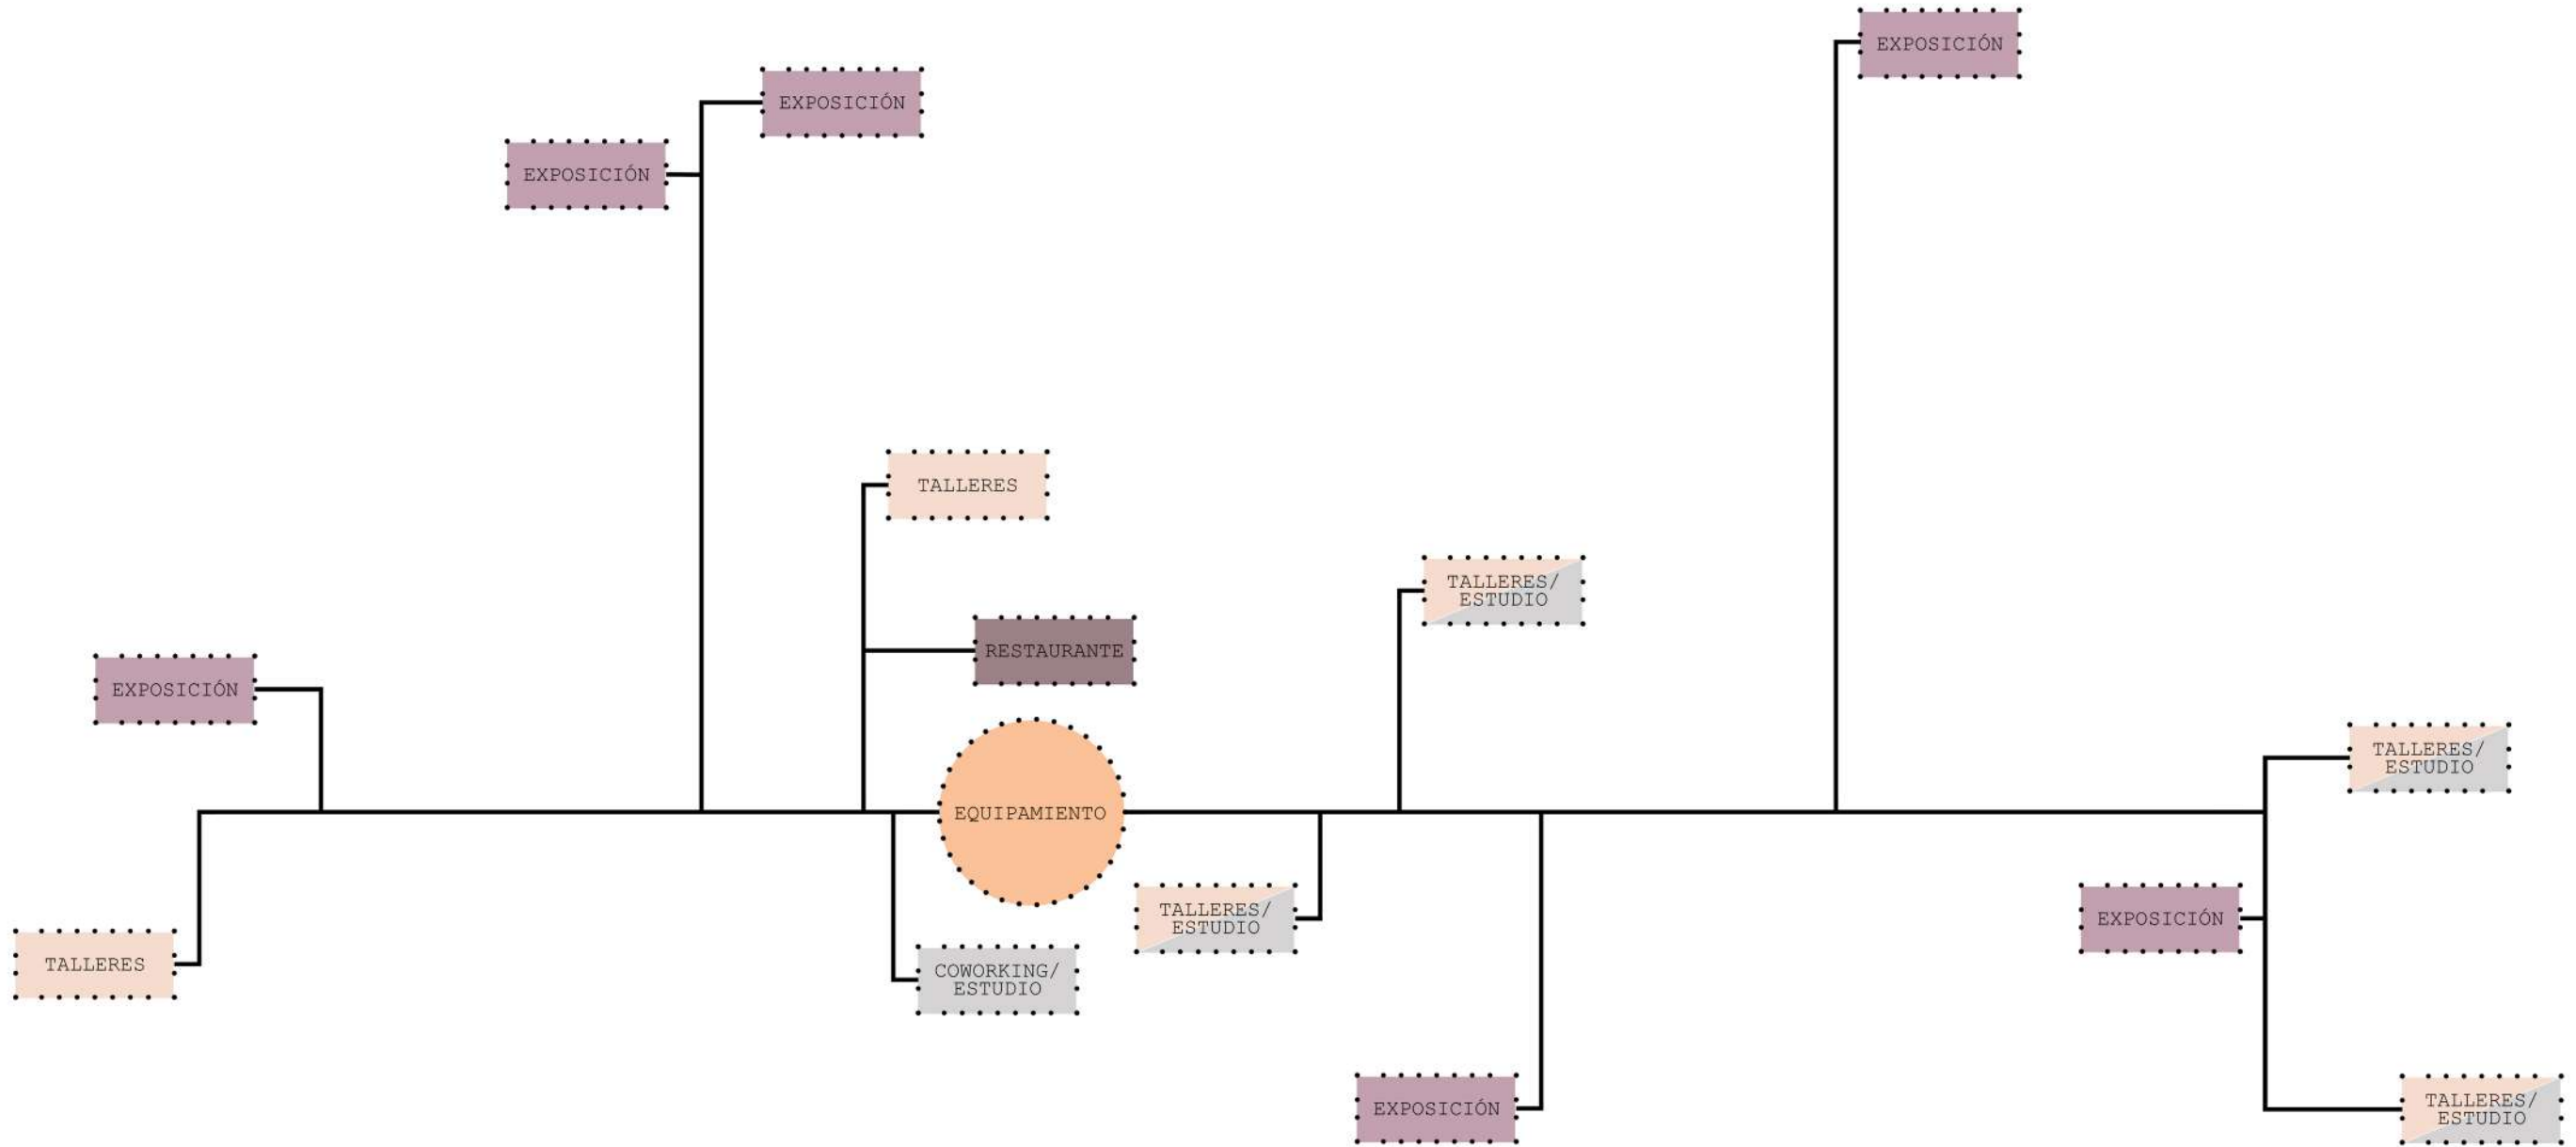 EXPOSICIÓN
EXPOSICIÓN
EXPOSICIÓN
TALLERES
TALLERES/
ESTUDIO
RESTAURANTE
EXPOSICIÓN
TALLERES/
ESTUDIO
EQUIPAMIENTO
TALLERES/
ESTUDIO
EXPOSICIÓN
TALLERES
COWORKING/
ESTUDIO
EXPOSICIÓN
TALLERES/
ESTUDIO